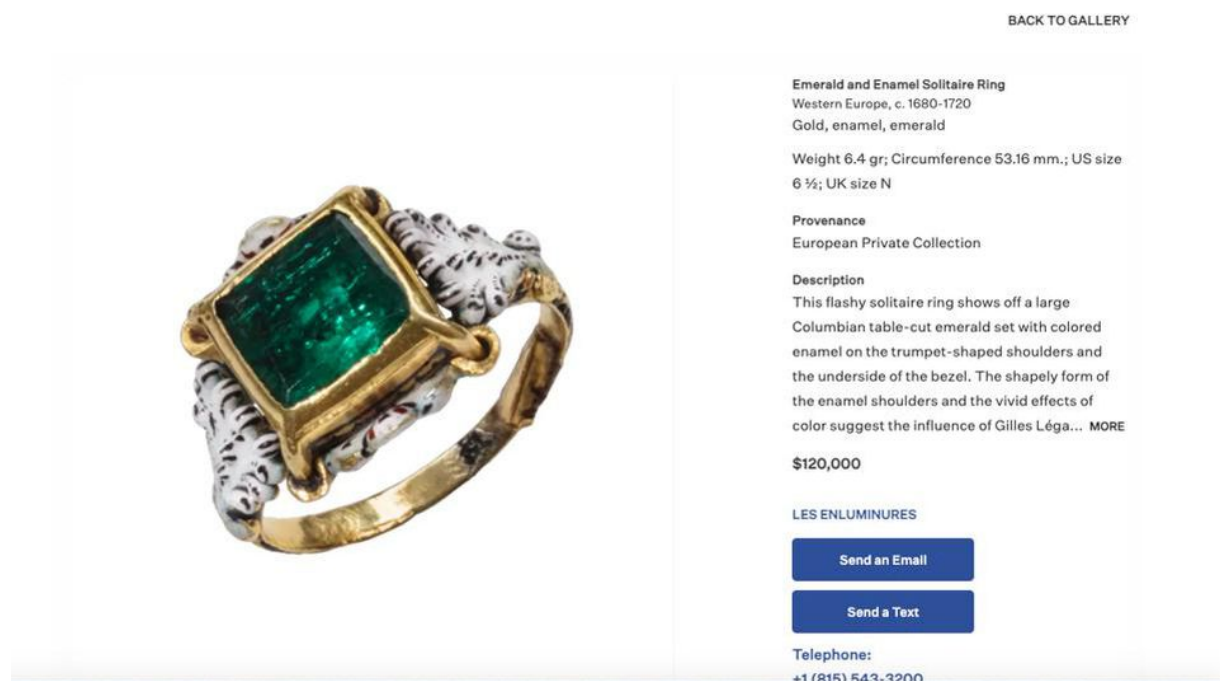 BACK TO GALLERY
Emerald and Enamel Solitaire Ring
Western Europe, c. 1680-1720
Gold, enamel, emerald
Weight 6.4 gr; Circumference 53.16 mm.; US size
6 ½; UK size N
Provenance
European Private Collection
Description
This flashy solitaire ring shows off a large
Columbian table-cut emerald set with colored
enamel on the trumpet-shaped shoulders and
the underside of the bezel. The shapely form of
the enamel shoulders and the vivid effects of
color suggest the influence of Gilles Léga... MORE
$120,000
LES ENLUMINURES
Send an Email
Send a Text
Telephone:
+1 (815) 543-3200